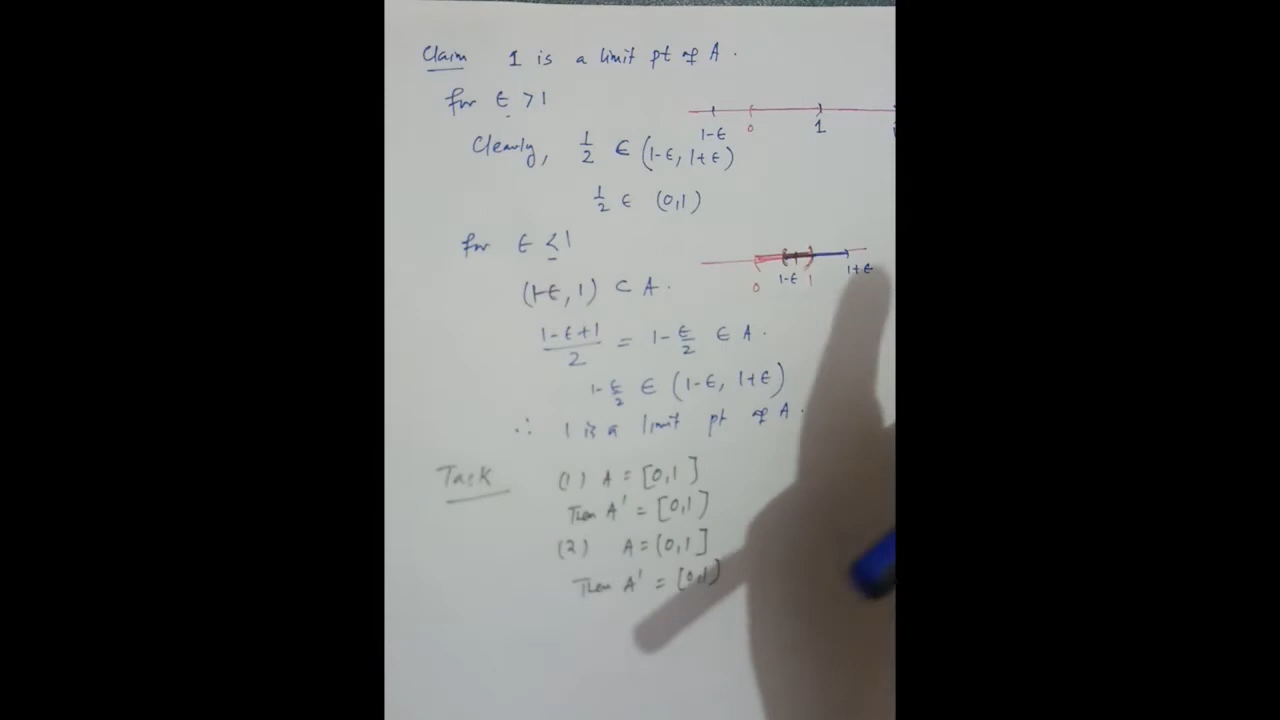 Claim 1 is a limit pt of A.
for ϵ > 1
1-ϵ 0 1
Clearly, 1/2 ∈ (1-ϵ, 1+ϵ)
1/2 ∈ (0,1)
for ϵ ≤ 1
0 1-ϵ 1 1+ϵ
(1-ϵ, 1) ⊂ A.
(1-ϵ+1)/2 = 1-ϵ/2 ∈ A.
1-ϵ/2 ∈ (1-ϵ, 1+ϵ)
∴ 1 is a limit pt of A.
Task (1) A = [0,1]
Then A' = [0,1]
(2) A = (0,1]
Then A' = [0,1]